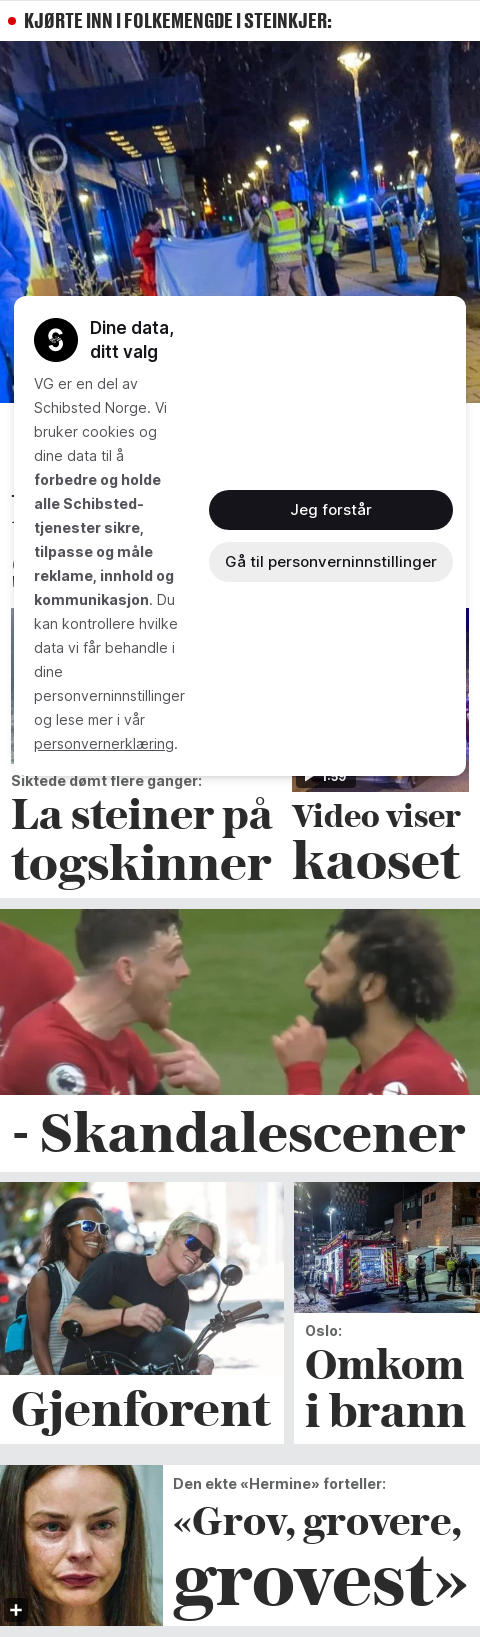 KJØRTE INN I FOLKEMENGDE I STEINKJER:
Dine data,
ditt valg
VG er en del av
Schibsted Norge. Vi
bruker cookies og
dine data til å
forbedre og holde
alle Schibsted-
tjenester sikre,
tilpasse og måle
reklame, innhold og
kommunikasjon. Du
kan kontrollere hvilke
data vi får behandle i
dine
personverninnstillinger
og lese mer i vår
personvernerklæring.
Jeg forstår
Gå til personverninnstillinger
Siktede dømt flere ganger:
La steiner på
togskinner
Video viser
kaoset
- Skandalescener
Gjenforent
Oslo:
Omkom
i brann
Den ekte «Hermine» forteller:
«Grov, grovere,
grovest»